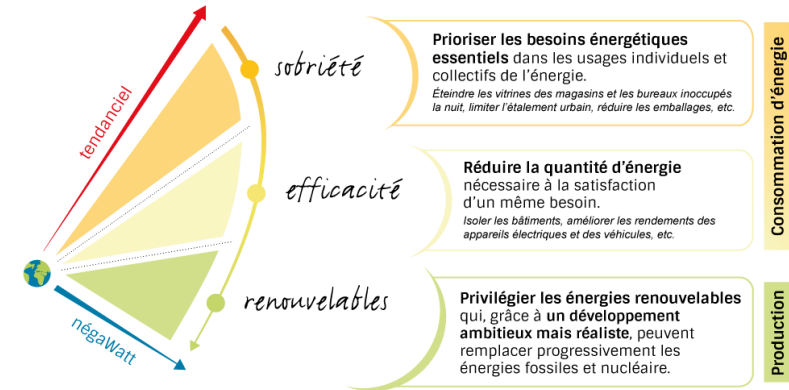 tendanciel
négaWatt
sobriété
Prioriser les besoins énergétiques
essentiels dans les usages individuels et
collectifs de l'énergie.
Éteindre les vitrines des magasins et les bureaux inoccupés
la nuit, limiter l'étalement urbain, réduire les emballages, etc.
efficacité
Réduire la quantité d'énergie
nécessaire à la satisfaction
d'un même besoin.
Isoler les bâtiments, améliorer les rendements des
appareils électriques et des véhicules, etc.
Consommation d'énergie
renouvelables
Privilégier les énergies renouvelables
qui, grâce à un développement
ambitieux mais réaliste, peuvent
remplacer progressivement les
énergies fossiles et nucléaire.
Production